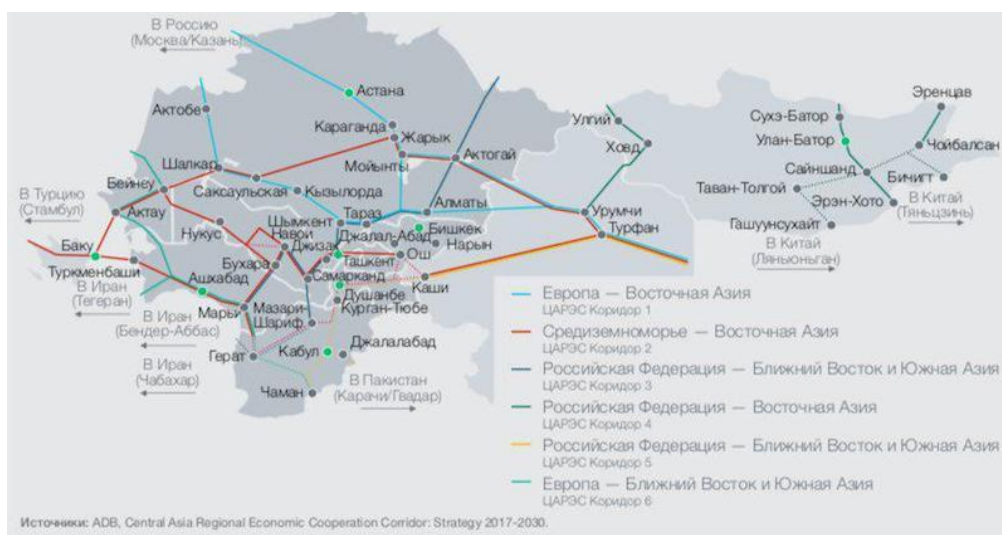 В Россию
(Москва/Казань)
Астана
Актобе
Караганда
Жарык
Мойынты
Актогай
Шалкар
Саксаульская
Кызылорда
Бейнеу
В Турцию
(Стамбул)
Актау
Нукус
Шымкент
Тараз
Алматы
Навои
Джизак
Джалал-Абад
Бишкек
Нарын
Ташкент
Ош
Баку
Туркменбаши
Бухара
Самарканд
Каши
Ашхабад
В Иран
(Тегеран)
Душанбе
Курган-Тюбе
Марьи
Мазари-
Шариф
В Иран
(Бендер-Аббас)
Герат
Кабул
Джалалабад
В Иран
(Чабахар)
Чаман
В Пакистан
(Карачи/Гвадар)
Улгий
Ховд
Урумчи
Турфан
Эренцав
Сухэ-Батор
Улан-Батор
Чойбалсан
Сайншанд
Бичигт
Таван-Толгой
Эрэн-Хото
В Китай
(Тяньцзинь)
Гашуунсухайт
В Китай
(Ляньюньган)
Европа — Восточная Азия
ЦАРЭС Коридор 1
Средиземноморье — Восточная Азия
ЦАРЭС Коридор 2
Российская Федерация — Ближний Восток и Южная Азия
ЦАРЭС Коридор 3
Российская Федерация — Восточная Азия
ЦАРЭС Коридор 4
Российская Федерация — Ближний Восток и Южная Азия
ЦАРЭС Коридор 5
Европа — Ближний Восток и Южная Азия
ЦАРЭС Коридор 6
Источники: ADB, Central Asia Regional Economic Cooperation Corridor: Strategy 2017-2030.